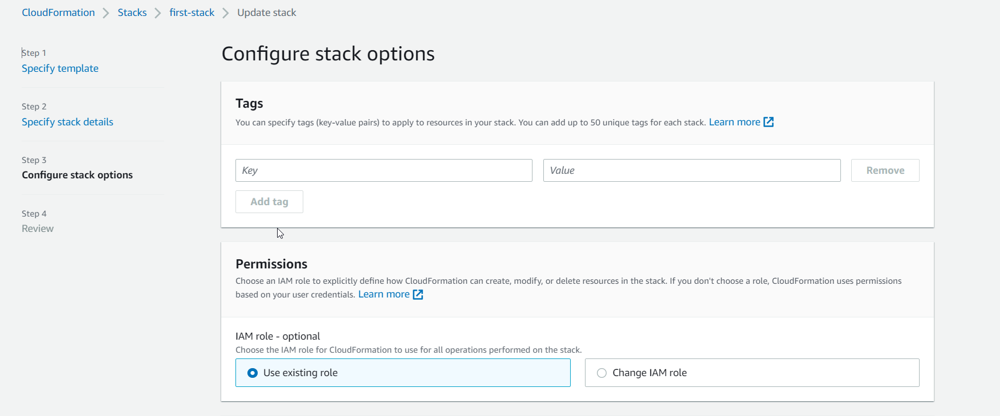 CloudFormation Stacks first-stack Update stack
Step 1
Specify template
Step 2
Specify stack details
Step 3
Configure stack options
Step 4
Review
Configure stack options
Tags
You can specify tags (key-value pairs) to apply to resources in your stack. You can add up to 50 unique tags for each stack. Learn more
Key Value Remove
Add tag
Permissions
Choose an IAM role to explicitly define how CloudFormation can create, modify, or delete resources in the stack. If you don't choose a role, CloudFormation uses permissions
based on your user credentials. Learn more
IAM role - optional
Choose the IAM role for CloudFormation to use for all operations performed on the stack.
Use existing role Change IAM role